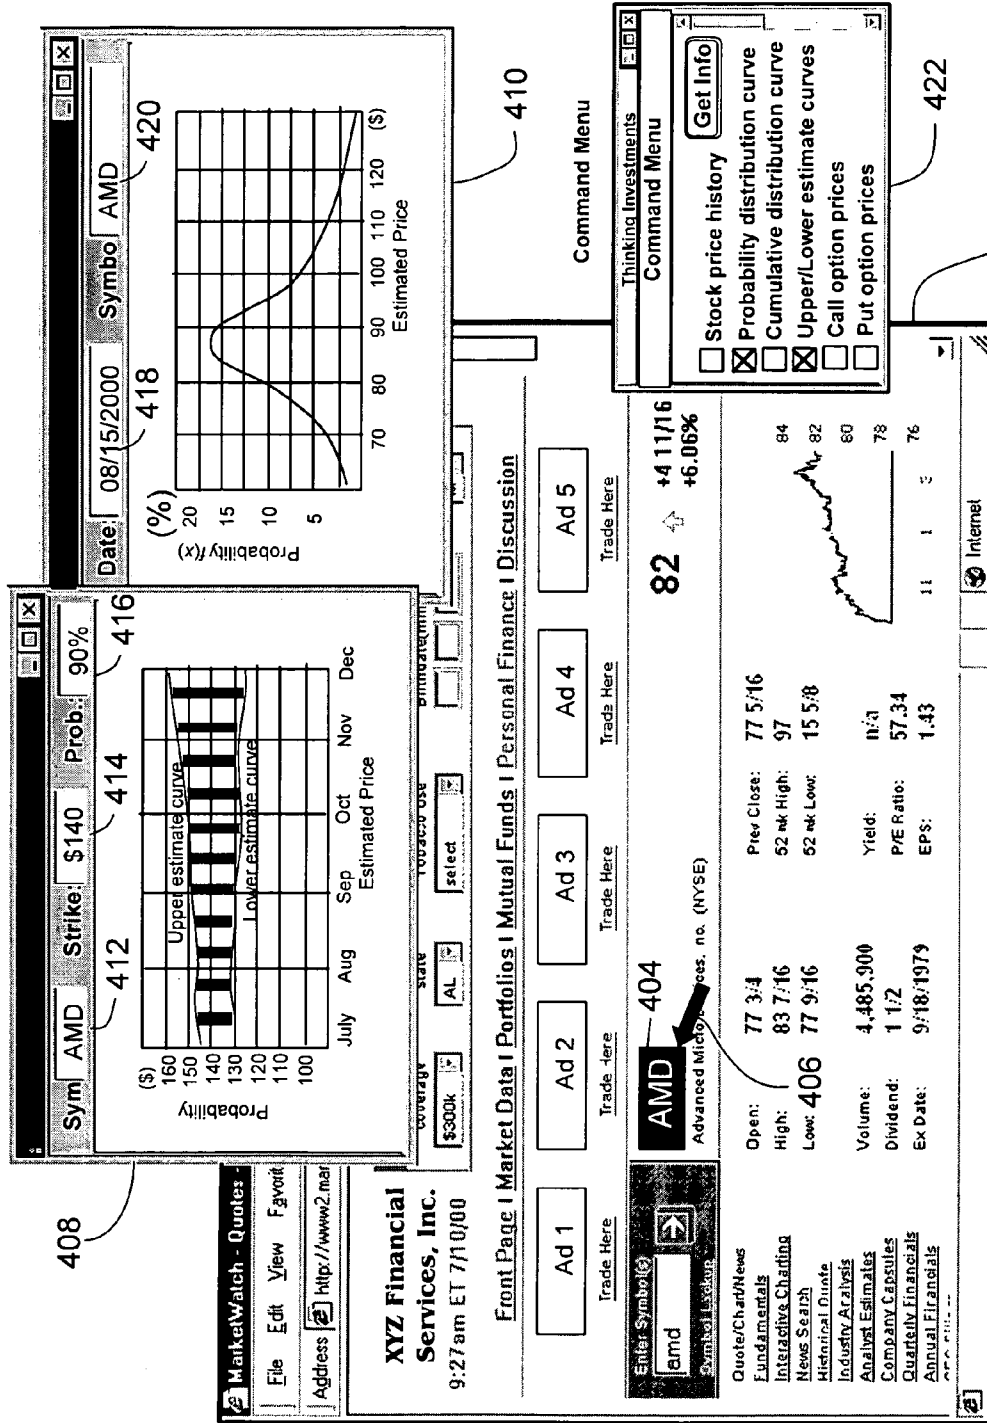 408
Sym AMD Strike: $140 Prob.: 90%
412
414
416
Probability
($)
160
150
140
130
120
110
100
Upper estimate curve
Lower estimate curve
July Aug Sep Oct Nov Dec
Estimated Price
Date: 08/15/2000 Symbo AMD
418
420
(%)
20
15
10
5
Probability f(x)
70 80 90 100 110 120 ($)
Estimated Price
410
MarketWatch - Quotes
File Edit View Favorit
Address http://www2.mar
coverage
$300k
state
AL
select
XYZ Financial
Services, Inc.
9:27am ET 7/10/00
Front Page | Market Data | Portfolios | Mutual Funds | Personal Finance | Discussion
Ad 1 Ad 2 Ad 3 Ad 4 Ad 5
Trade Here Trade Here Trade Here Trade Here Trade Here
Enter Symbol(s)
amd
Symbol Lookup
AMD
404
406
82 +4 11/16
+6.06%
Open: 77 3/4 Prev Close: 77 5/16
High: 83 7/16 52 wk High: 97
Low: 77 9/16 52 wk Low: 15 5/8
Volume: 4,485,900 Yield: n/a
Dividend: 1 1/2 P/E Ratio: 57.34
Ex Date: 9/18/1979 EPS: 1.43
84
82
80
78
76
11 1 3
Quote/Chart/News
Fundamentals
Interactive Charting
News Search
Historical Quote
Industry Analysis
Analyst Estimates
Company Capsules
Quarterly Financials
Annual Financials
Internet
Command Menu
Thinking Investments
Command Menu
Get Info
Stock price history
Probability distribution curve
Cumulative distribution curve
Upper/Lower estimate curves
Call option prices
Put option prices
422